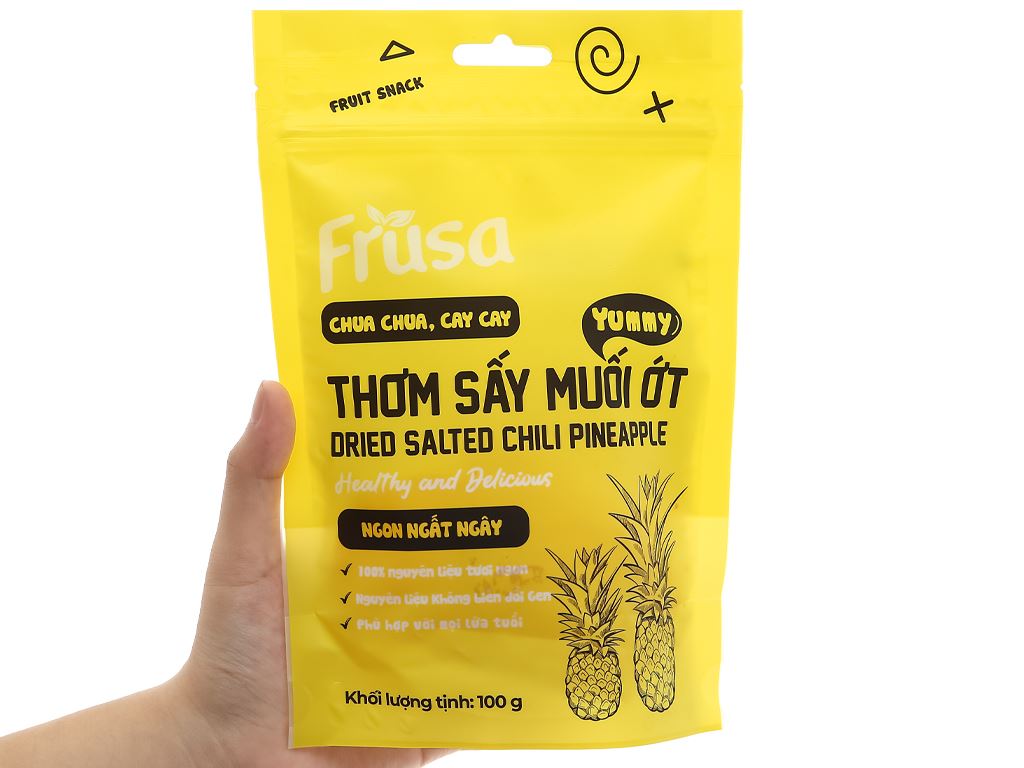 FRUIT SNACK
Frusa
CHUA CHUA, CAY CAY
Yummy
THƠM SẤY MUỐI ỚT
DRIED SALTED CHILI PINEAPPLE
Healthy and Delicious
NGON NGẤT NGÂY
100% nguyên liệu tươi ngon
Nguyên liệu không biến đổi Gen
Phù hợp với mọi lứa tuổi
Khối lượng tịnh: 100 g